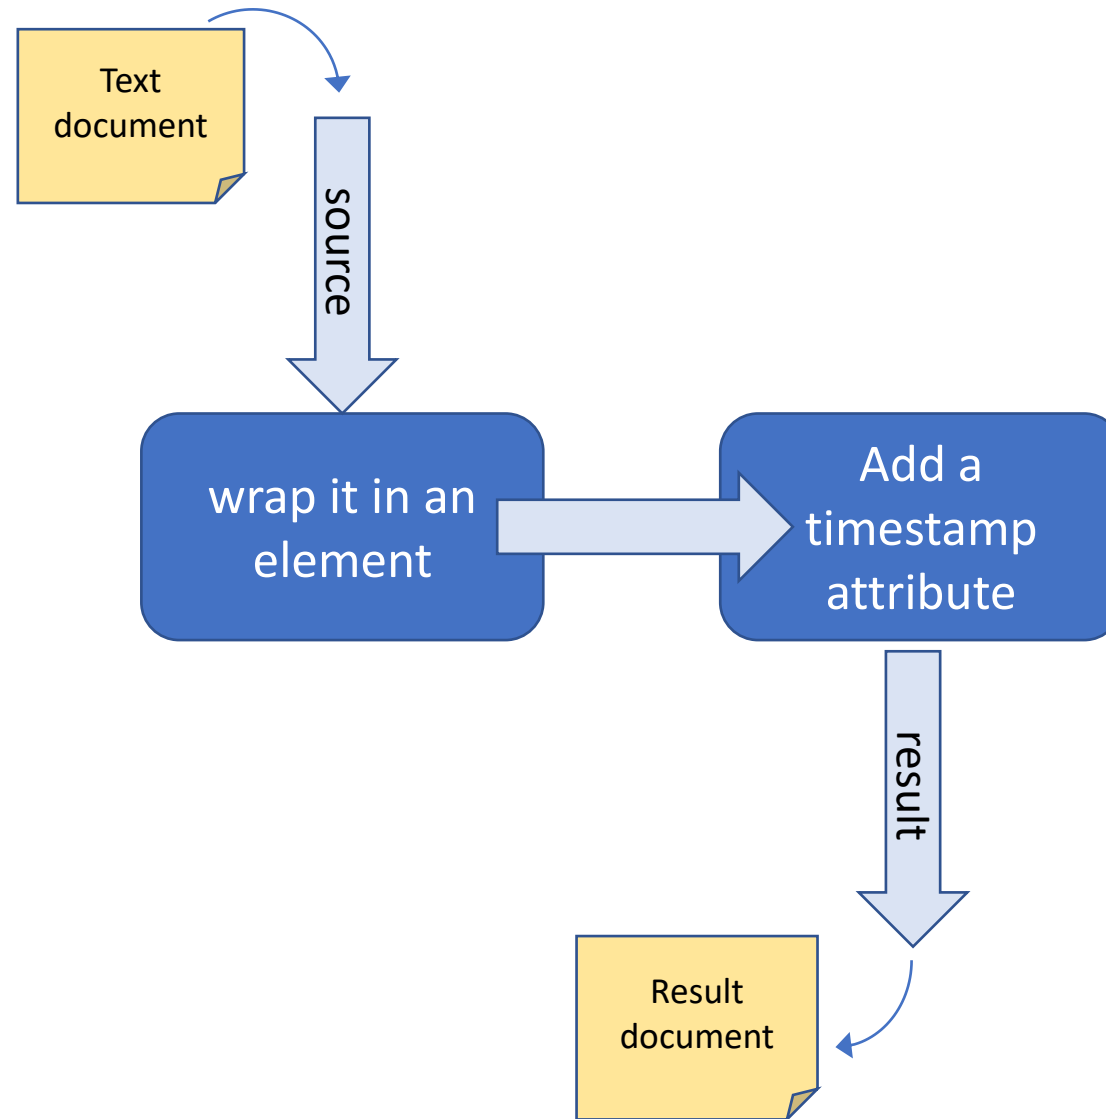 Text
document
source
wrap it in an
element
Add a
timestamp
attribute
result
Result
document